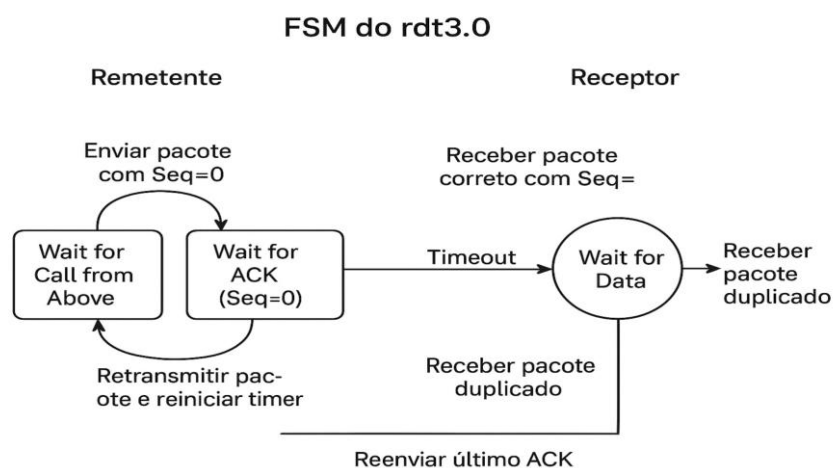 FSM do rdt3.0
Remetente
Receptor
Enviar pacote
com Seq=0
Receber pacote
correto com Seq=
Wait for
Call from
Above
Wait for
ACK
(Seq=0)
Timeout
Wait for
Data
Receber
pacote
duplicado
Retransmitir pac-
ote e reiniciar timer
Receber pacote
duplicado
Reenviar último ACK